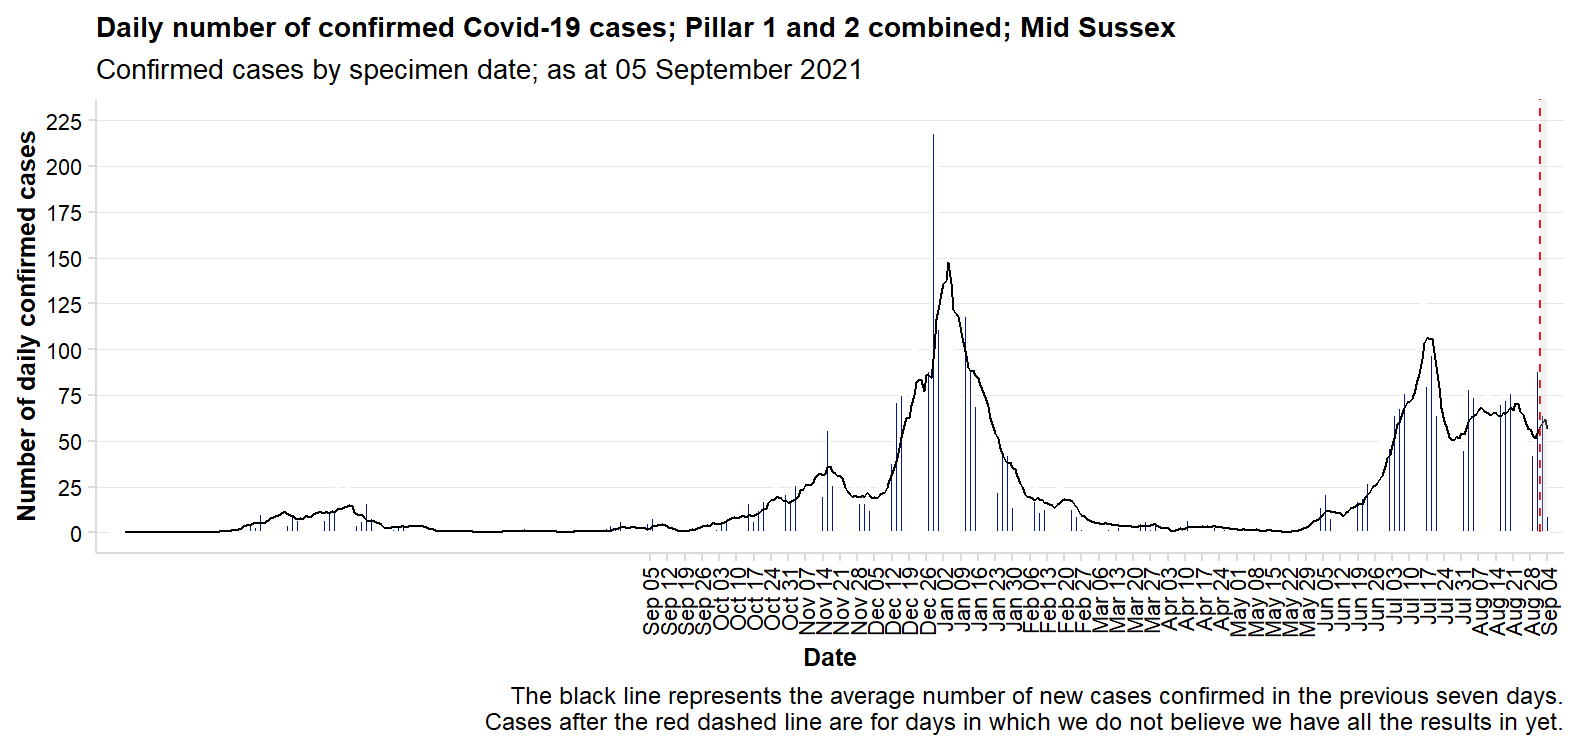 Daily number of confirmed Covid-19 cases; Pillar 1 and 2 combined; Mid Sussex
Confirmed cases by specimen date; as at 05 September 2021
Number of daily confirmed cases
225
200
175
150
125
100
75
50
25
0
Sep 05
Sep 12
Sep 19
Sep 26
Oct 03
Oct 10
Oct 17
Oct 24
Oct 31
Nov 07
Nov 14
Nov 21
Nov 28
Dec 05
Dec 12
Dec 19
Dec 26
Jan 02
Jan 09
Jan 16
Jan 23
Jan 30
Feb 06
Feb 13
Feb 20
Feb 27
Mar 06
Mar 13
Mar 20
Mar 27
Apr 03
Apr 10
Apr 17
Apr 24
May 01
May 08
May 15
May 22
May 29
Jun 05
Jun 12
Jun 19
Jun 26
Jul 03
Jul 10
Jul 17
Jul 24
Jul 31
Aug 07
Aug 14
Aug 21
Aug 28
Sep 04
Date
The black line represents the average number of new cases confirmed in the previous seven days.
Cases after the red dashed line are for days in which we do not believe we have all the results in yet.